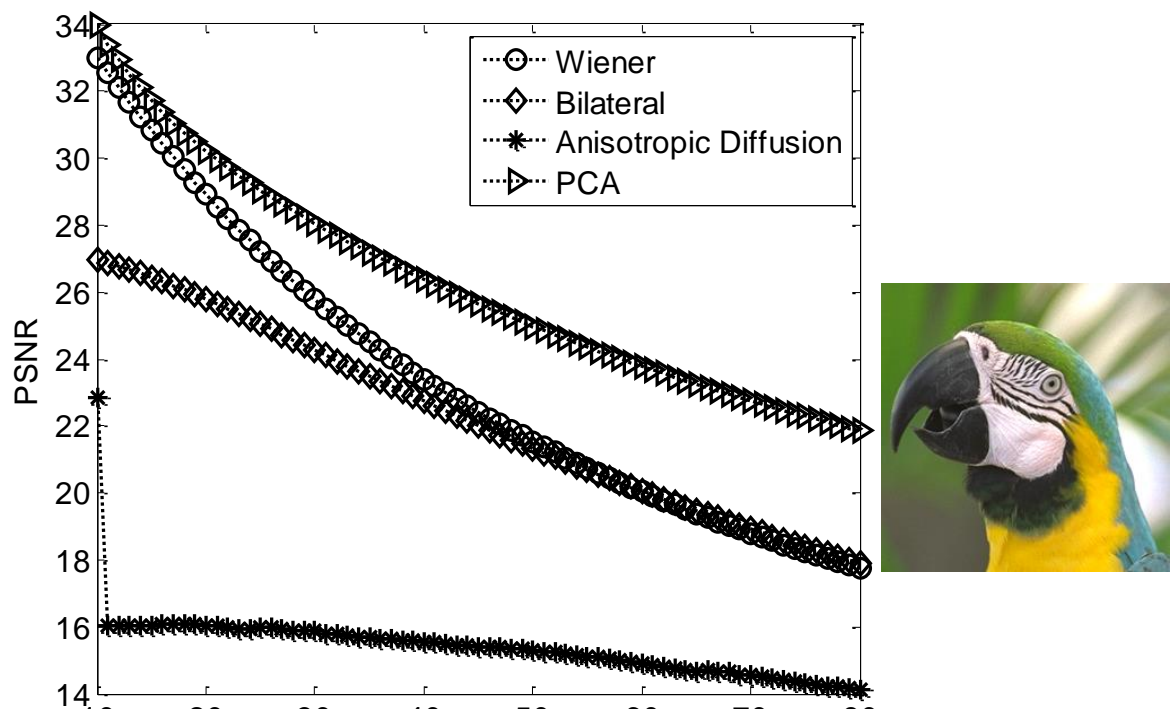 34
32
30
28
26
24
22
20
18
16
14
PSNR
Wiener
Bilateral
Anisotropic Diffusion
PCA